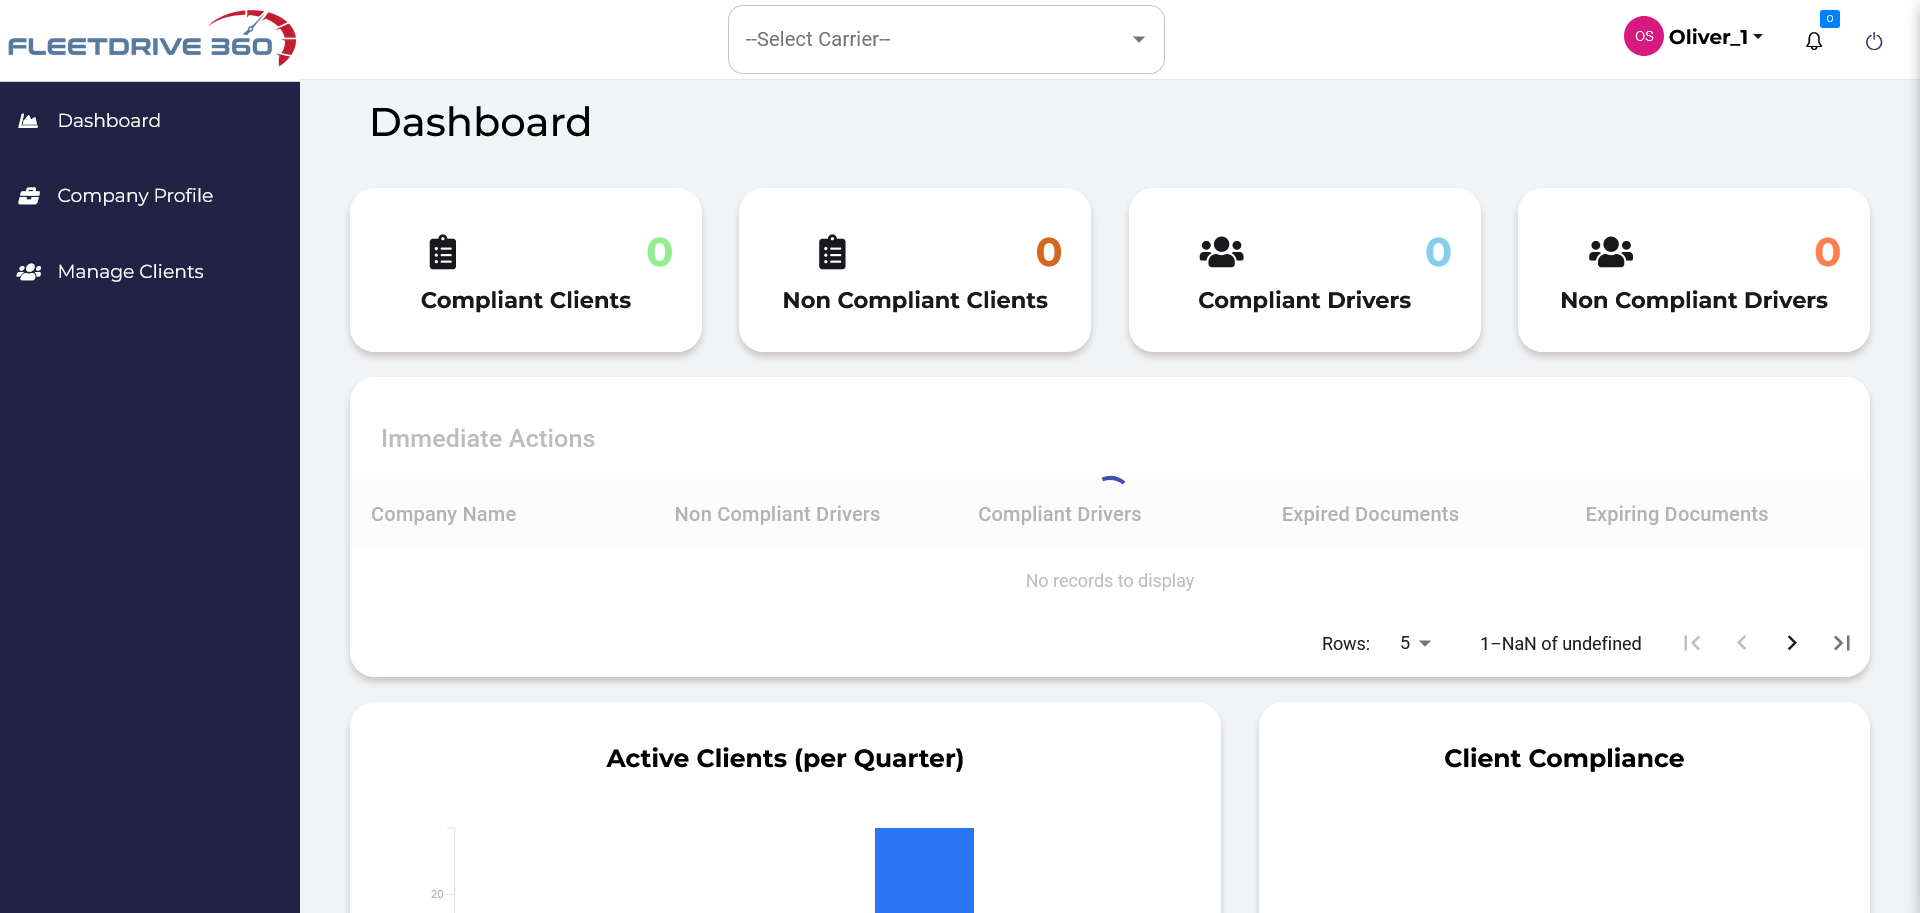 FLEETDRIVE 360
--Select Carrier--
OS
Oliver_1
0
Dashboard
Company Profile
Manage Clients
Dashboard
0
Compliant Clients
0
Non Compliant Clients
0
Compliant Drivers
0
Non Compliant Drivers
Immediate Actions
Company Name Non Compliant Drivers Compliant Drivers Expired Documents Expiring Documents
No records to display
Rows: 5 1–NaN of undefined
Active Clients (per Quarter)
20
Client Compliance